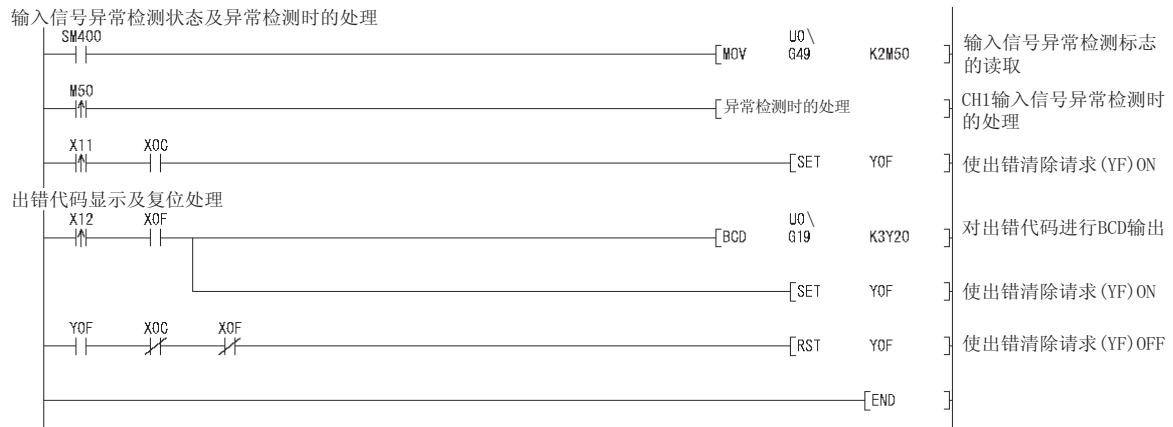 输入信号异常检测状态及异常检测时的处理
SM400
MOV U0\G49 K2M50
输入信号异常检测标志的读取
M50
异常检测时的处理
CH1输入信号异常检测时的处理
X11 X0C
SET Y0F
使出错清除请求(YF)ON
出错代码显示及复位处理
X12 X0F
BCD U0\G19 K3Y20
对出错代码进行BCD输出
SET Y0F
使出错清除请求(YF)ON
Y0F X0C X0F
RST Y0F
使出错清除请求(YF)OFF
END